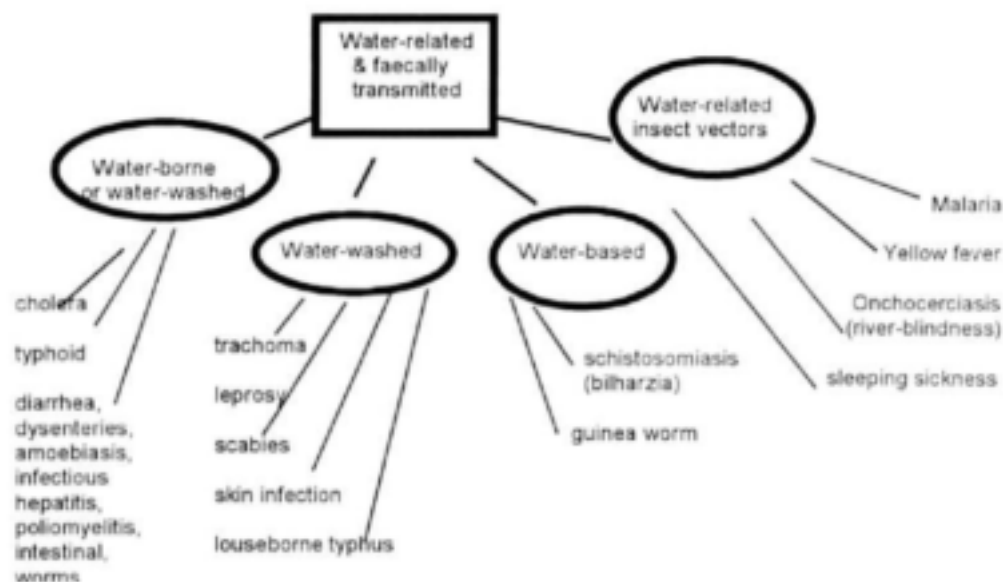 Water-related
& faecally
transmitted
Water-related
insect vectors
Water-borne
or water-washed
Water-washed
Water-based
cholera
typhoid
diarrhea,
dysenteries,
amoebiasis,
infectious
hepatitis,
poliomyelitis,
intestinal,
worms
trachoma
leprosy
scabies
skin infection
louseborne typhus
schistosomiasis
(bilharzia)
guinea worm
Malaria
Yellow fever
Onchocerciasis
(river-blindness)
sleeping sickness